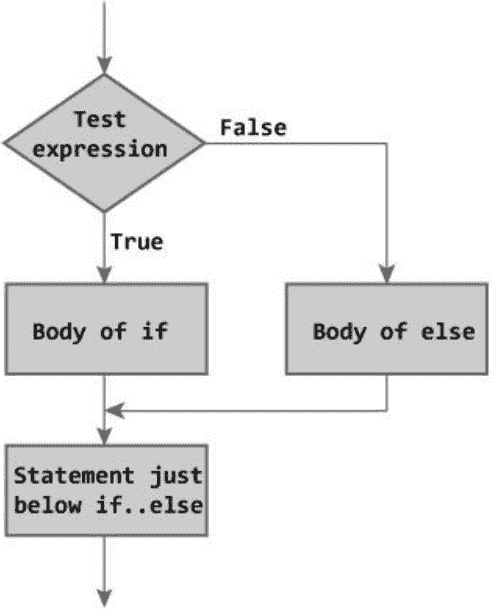 Test
expression
False
True
Body of if
Body of else
Statement just
below if..else